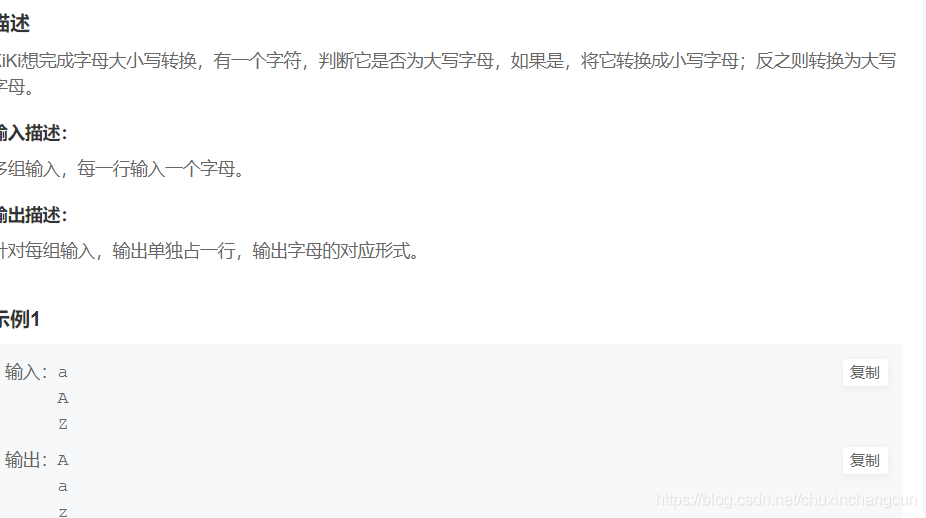 描述
KiKi想完成字母大小写转换，有一个字符，判断它是否为大写字母，如果是，将它转换成小写字母；反之则转换为大写
字母。
输入描述：
多组输入，每一行输入一个字母。
输出描述：
针对每组输入，输出单独占一行，输出字母的对应形式。
示例1
输入：a
复制
A
Z
输出：A
复制
a
z
https://blog.csdn.net/chuxinchangcun